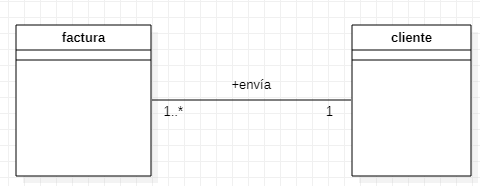 factura
cliente
+envía
1..*
1